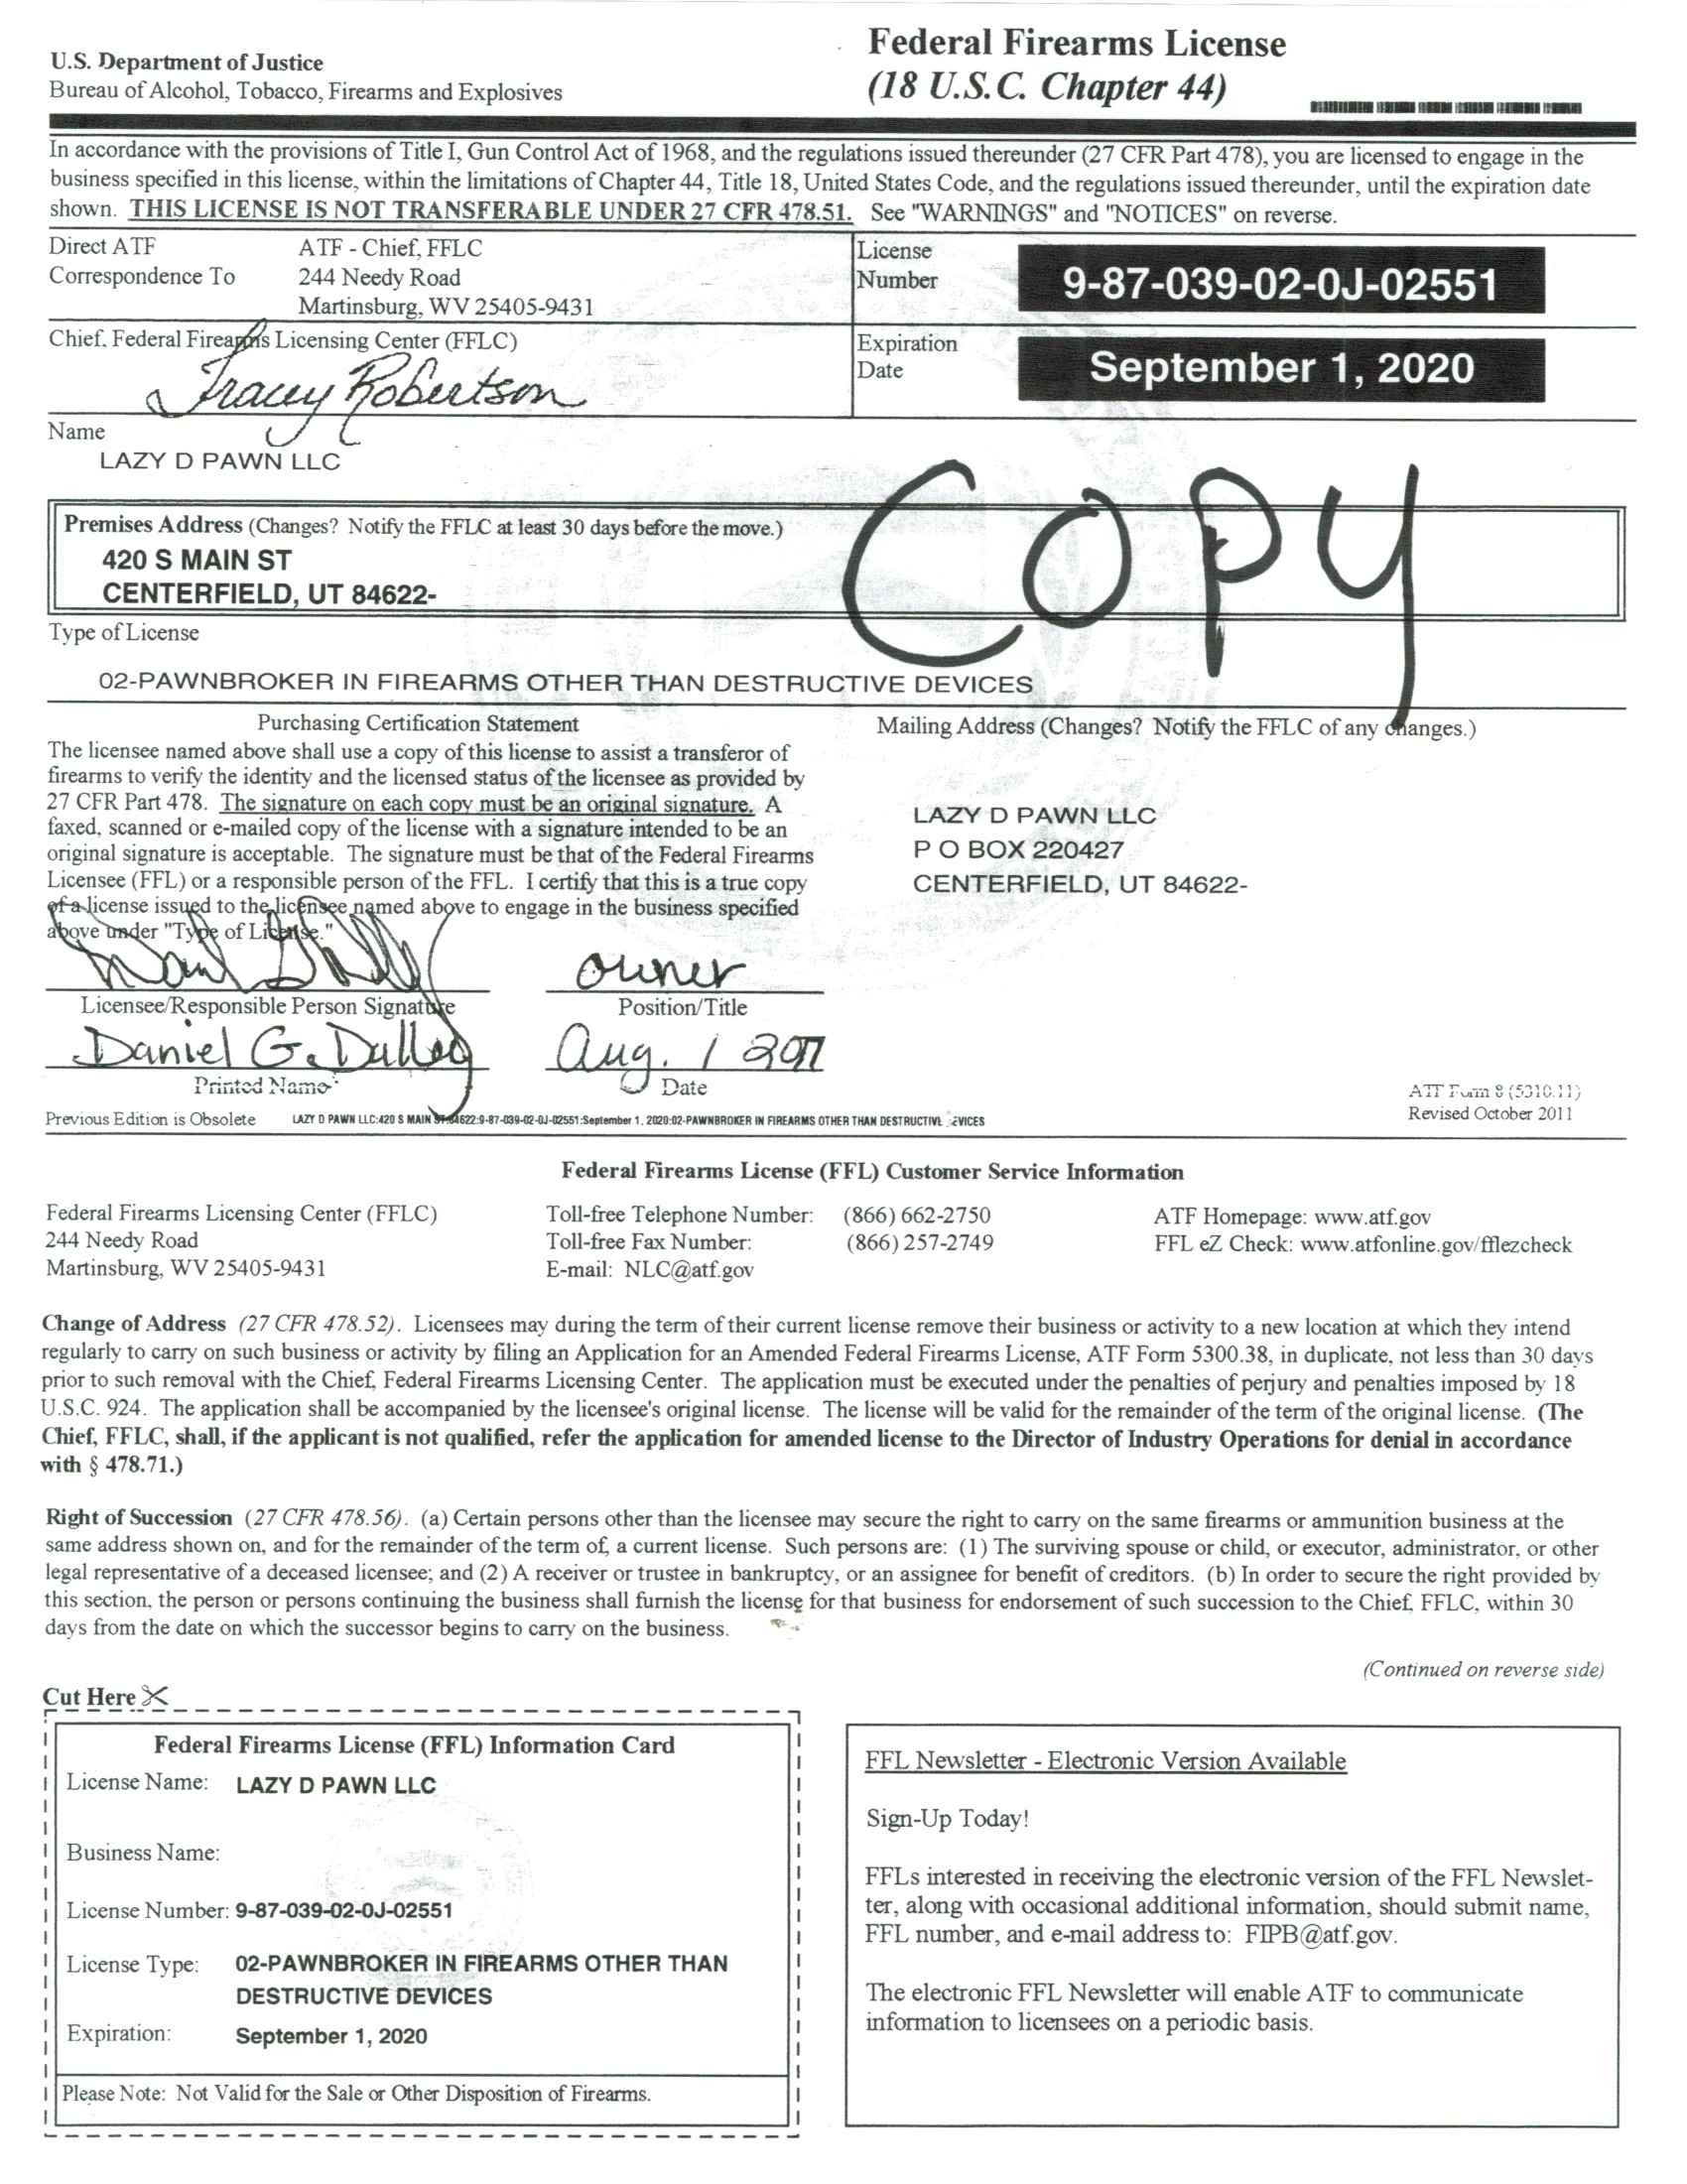 U.S. Department of Justice
Bureau of Alcohol, Tobacco, Firearms and Explosives
Federal Firearms License
(18 U.S.C. Chapter 44)
In accordance with the provisions of Title I, Gun Control Act of 1968, and the regulations issued thereunder (27 CFR Part 478), you are licensed to engage in the
business specified in this license, within the limitations of Chapter 44, Title 18, United States Code, and the regulations issued thereunder, until the expiration date
shown. THIS LICENSE IS NOT TRANSFERABLE UNDER 27 CFR 478.51. See "WARNINGS" and "NOTICES" on reverse.
Direct ATF
Correspondence To
ATF - Chief, FFLC
244 Needy Road
Martinsburg, WV 25405-9431
License
Number
9-87-039-02-0J-02551
Chief, Federal Firearms Licensing Center (FFLC)
Tracey Robertson
Expiration
Date
September 1, 2020
Name
LAZY D PAWN LLC
COPY
Premises Address (Changes? Notify the FFLC at least 30 days before the move.)
420 S MAIN ST
CENTERFIELD, UT 84622-
Type of License
02-PAWNBROKER IN FIREARMS OTHER THAN DESTRUCTIVE DEVICES
Purchasing Certification Statement
The licensee named above shall use a copy of this license to assist a transferor of
firearms to verify the identity and the licensed status of the licensee as provided by
27 CFR Part 478. The signature on each copy must be an original signature. A
faxed, scanned or e-mailed copy of the license with a signature intended to be an
original signature is acceptable. The signature must be that of the Federal Firearms
Licensee (FFL) or a responsible person of the FFL. I certify that this is a true copy
of a license issued to the licensee named above to engage in the business specified
above under "Type of License."
Mailing Address (Changes? Notify the FFLC of any changes.)
LAZY D PAWN LLC
P O BOX 220427
CENTERFIELD, UT 84622-
owner
Licensee/Responsible Person Signature
Position/Title
Daniel G. Dalley
Aug. 1 2017
Printed Name
Date
ATF Form 8 (5310.11)
Revised October 2011
Previous Edition is Obsolete
LAZY D PAWN LLC:420 S MAIN ST:84622:9-87-039-02-0J-02551:September 1, 2020:02-PAWNBROKER IN FIREARMS OTHER THAN DESTRUCTIVE DEVICES
Federal Firearms License (FFL) Customer Service Information
Federal Firearms Licensing Center (FFLC)
244 Needy Road
Martinsburg, WV 25405-9431
Toll-free Telephone Number: (866) 662-2750
Toll-free Fax Number: (866) 257-2749
E-mail: NLC@atf.gov
ATF Homepage: www.atf.gov
FFL eZ Check: www.atfonline.gov/fflezcheck
Change of Address (27 CFR 478.52). Licensees may during the term of their current license remove their business or activity to a new location at which they intend
regularly to carry on such business or activity by filing an Application for an Amended Federal Firearms License, ATF Form 5300.38, in duplicate, not less than 30 days
prior to such removal with the Chief, Federal Firearms Licensing Center. The application must be executed under the penalties of perjury and penalties imposed by 18
U.S.C. 924. The application shall be accompanied by the licensee's original license. The license will be valid for the remainder of the term of the original license. (The
Chief, FFLC, shall, if the applicant is not qualified, refer the application for amended license to the Director of Industry Operations for denial in accordance
with § 478.71.)
Right of Succession (27 CFR 478.56). (a) Certain persons other than the licensee may secure the right to carry on the same firearms or ammunition business at the
same address shown on, and for the remainder of the term of, a current license. Such persons are: (1) The surviving spouse or child, or executor, administrator, or other
legal representative of a deceased licensee; and (2) A receiver or trustee in bankruptcy, or an assignee for benefit of creditors. (b) In order to secure the right provided by
this section, the person or persons continuing the business shall furnish the license for that business for endorsement of such succession to the Chief, FFLC, within 30
days from the date on which the successor begins to carry on the business.
(Continued on reverse side)
Cut Here
Federal Firearms License (FFL) Information Card
License Name: LAZY D PAWN LLC
Business Name:
License Number: 9-87-039-02-0J-02551
License Type: 02-PAWNBROKER IN FIREARMS OTHER THAN
DESTRUCTIVE DEVICES
Expiration: September 1, 2020
Please Note: Not Valid for the Sale or Other Disposition of Firearms.
FFL Newsletter - Electronic Version Available
Sign-Up Today!
FFLs interested in receiving the electronic version of the FFL Newslet-
ter, along with occasional additional information, should submit name,
FFL number, and e-mail address to: FIPB@atf.gov.
The electronic FFL Newsletter will enable ATF to communicate
information to licensees on a periodic basis.